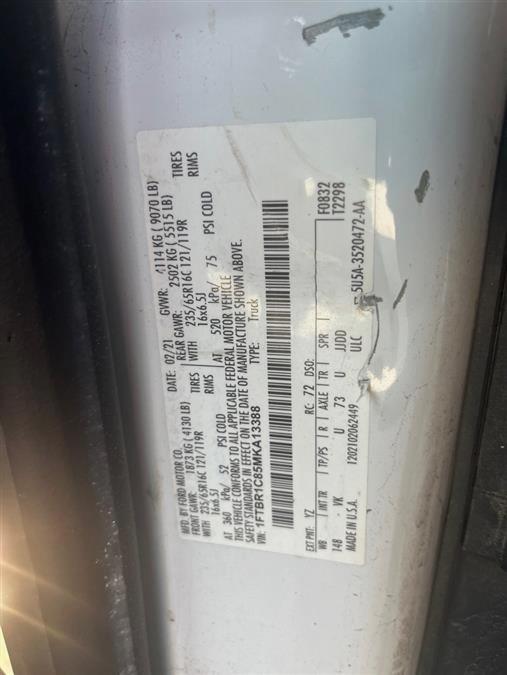 MFD. BY FORD MOTOR CO.
DATE: 02/21 GVWR: 4114 KG ( 9070 LB)
FRONT GAWR: 1873 KG ( 4130 LB) REAR GAWR: 2502 KG ( 5515 LB)
WITH 235/65R16C 121/119R TIRES WITH 235/65R16C 121/119R TIRES
16x6.5J RIMS 16x6.5J RIMS
AT 360 kPa/ 52 PSI COLD AT 520 kPa/ 75 PSI COLD
THIS VEHICLE CONFORMS TO ALL APPLICABLE FEDERAL MOTOR VEHICLE
SAFETY STANDARDS IN EFFECT ON THE DATE OF MANUFACTURE SHOWN ABOVE.
VIN: 1FTBR1C85MKA13388 TYPE: Truck
EXT PNT: YZ RC: 72 DSO: F0832
WB INT TR TP/PS R AXLE TR SPR 12298
148 VK U 73 U JJDD
MADE IN U.S.A. 1202102062449 ULC
5U5A-3520472-AA